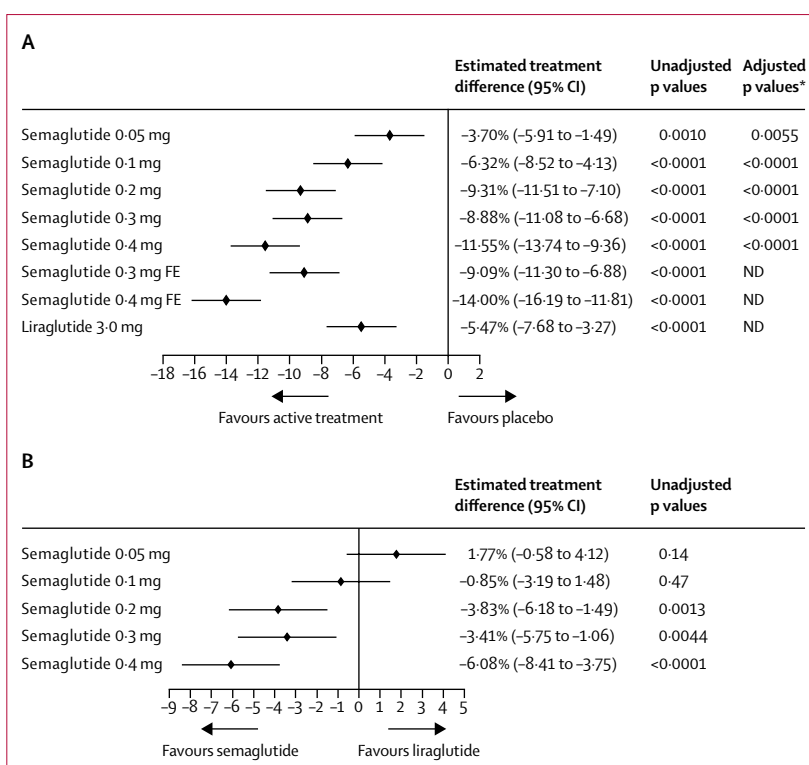 A
Estimated treatment Unadjusted Adjusted
difference (95% CI) p values p values*
Semaglutide 0·05 mg –3·70% (–5·91 to –1·49) 0·0010 0·0055
Semaglutide 0·1 mg –6·32% (–8·52 to –4·13) <0·0001 <0·0001
Semaglutide 0·2 mg –9·31% (–11·51 to –7·10) <0·0001 <0·0001
Semaglutide 0·3 mg –8·88% (–11·08 to –6·68) <0·0001 <0·0001
Semaglutide 0·4 mg –11·55% (–13·74 to –9·36) <0·0001 <0·0001
Semaglutide 0·3 mg FE –9·09% (–11·30 to –6·88) <0·0001 ND
Semaglutide 0·4 mg FE –14·00% (–16·19 to –11·81) <0·0001 ND
Liraglutide 3·0 mg –5·47% (–7·68 to –3·27) <0·0001 ND
–18 –16 –14 –12 –10 –8 –6 –4 –2 0 2
Favours active treatment Favours placebo
B
Estimated treatment Unadjusted
difference (95% CI) p values
Semaglutide 0·05 mg 1·77% (–0·58 to 4·12) 0·14
Semaglutide 0·1 mg –0·85% (–3·19 to 1·48) 0·47
Semaglutide 0·2 mg –3·83% (–6·18 to –1·49) 0·0013
Semaglutide 0·3 mg –3·41% (–5·75 to –1·06) 0·0044
Semaglutide 0·4 mg –6·08% (–8·41 to –3·75) <0·0001
–9 –8 –7 –6 –5 –4 –3 –2 –1 0 1 2 3 4 5
Favours semaglutide Favours liraglutide